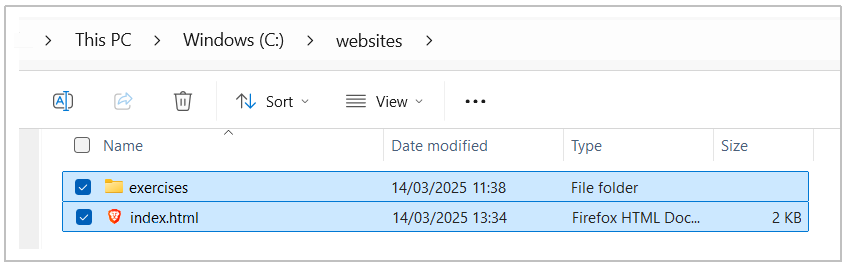 This PC Windows (C:) websites
Sort View
Name Date modified Type Size
exercises 14/03/2025 11:38 File folder
index.html 14/03/2025 13:34 Firefox HTML Doc... 2 KB